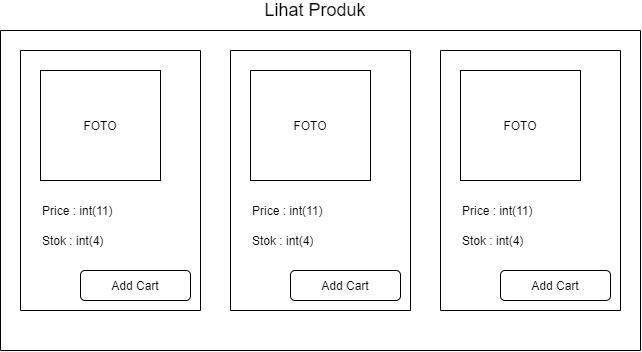 Lihat Produk
FOTO
Price : int(11)
Stok : int(4)
Add Cart
FOTO
Price : int(11)
Stok : int(4)
Add Cart
FOTO
Price : int(11)
Stok : int(4)
Add Cart